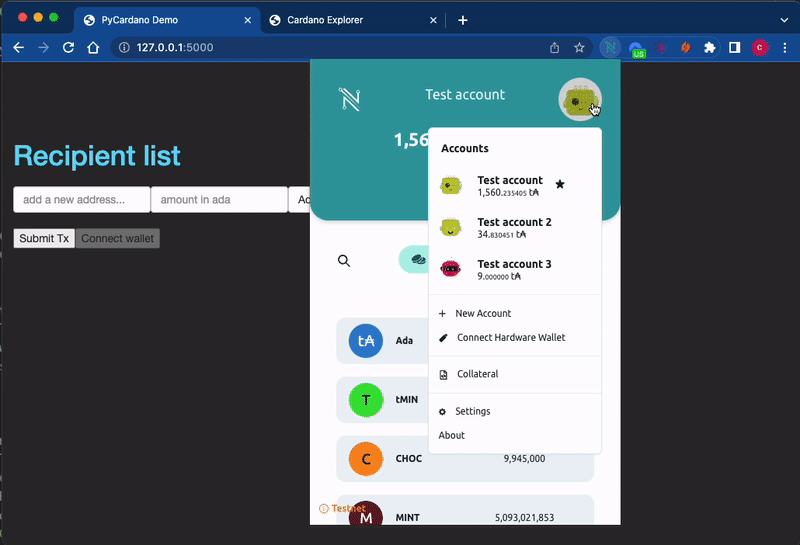 PyCardano Demo
Cardano Explorer
127.0.0.1:5000
US
C
Recipient list
add a new address...
amount in ada
Submit Tx
Connect wallet
Test account
Accounts
Test account
1,560.235405 t₳
Test account 2
34.830451 t₳
Test account 3
9.000000 t₳
New Account
Connect Hardware Wallet
Collateral
Settings
About
t₳
Ada
T
tMIN
C
CHOC
9,945,000
Testnet
M
MINT
5,093,021,853